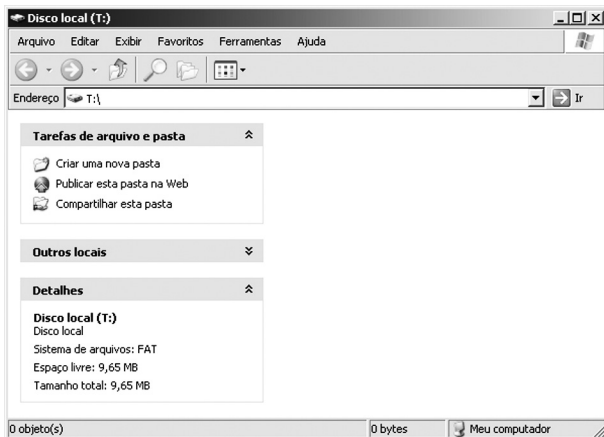 Disco local (T:)
Arquivo Editar Exibir Favoritos Ferramentas Ajuda
Endereço T:\ Ir
Tarefas de arquivo e pasta
Criar uma nova pasta
Publicar esta pasta na Web
Compartilhar esta pasta
Outros locais
Detalhes
Disco local (T:)
Disco local
Sistema de arquivos: FAT
Espaço livre: 9,65 MB
Tamanho total: 9,65 MB
0 objeto(s) 0 bytes Meu computador